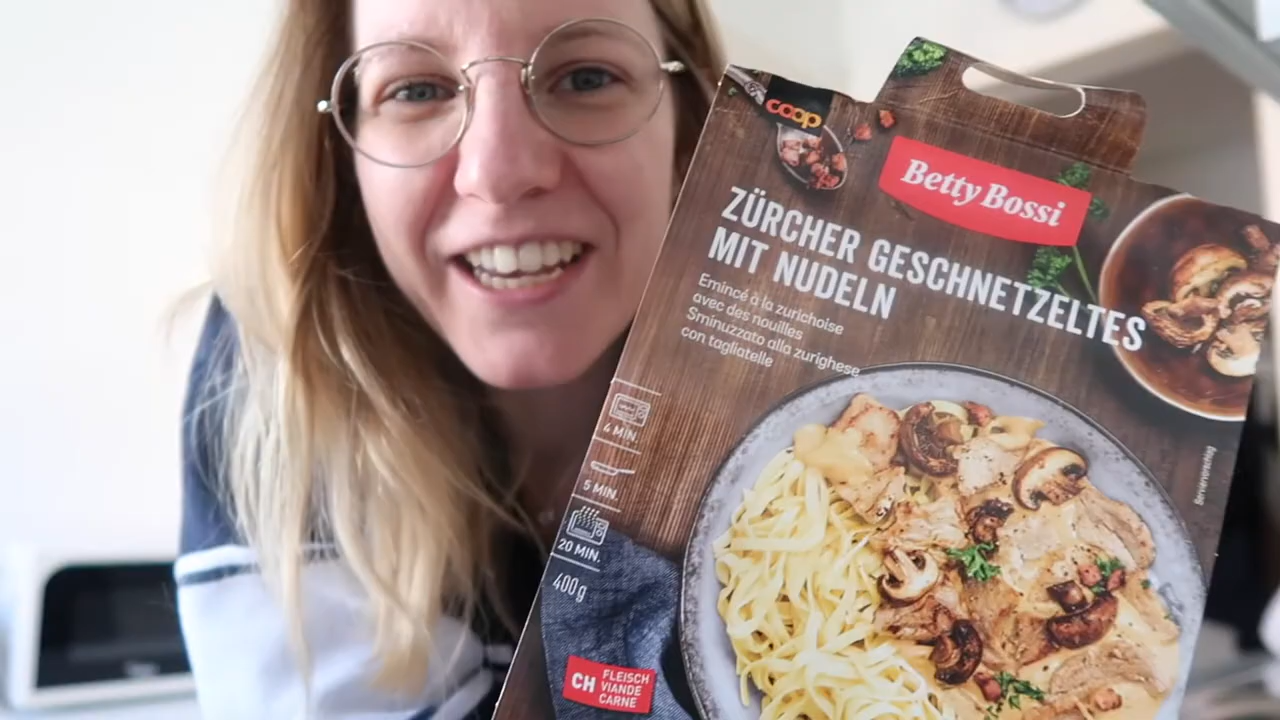 coop
Betty Bossi
ZÜRCHER GESCHNETZELTES
MIT NUDELN
Emincé à la zurichoise
avec des nouilles
Sminuzzato alla zurighese
con tagliatelle
4 MIN.
5 MIN.
20 MIN.
400g
CH FLEISCH
VIANDE
CARNE
Serviervorschlag